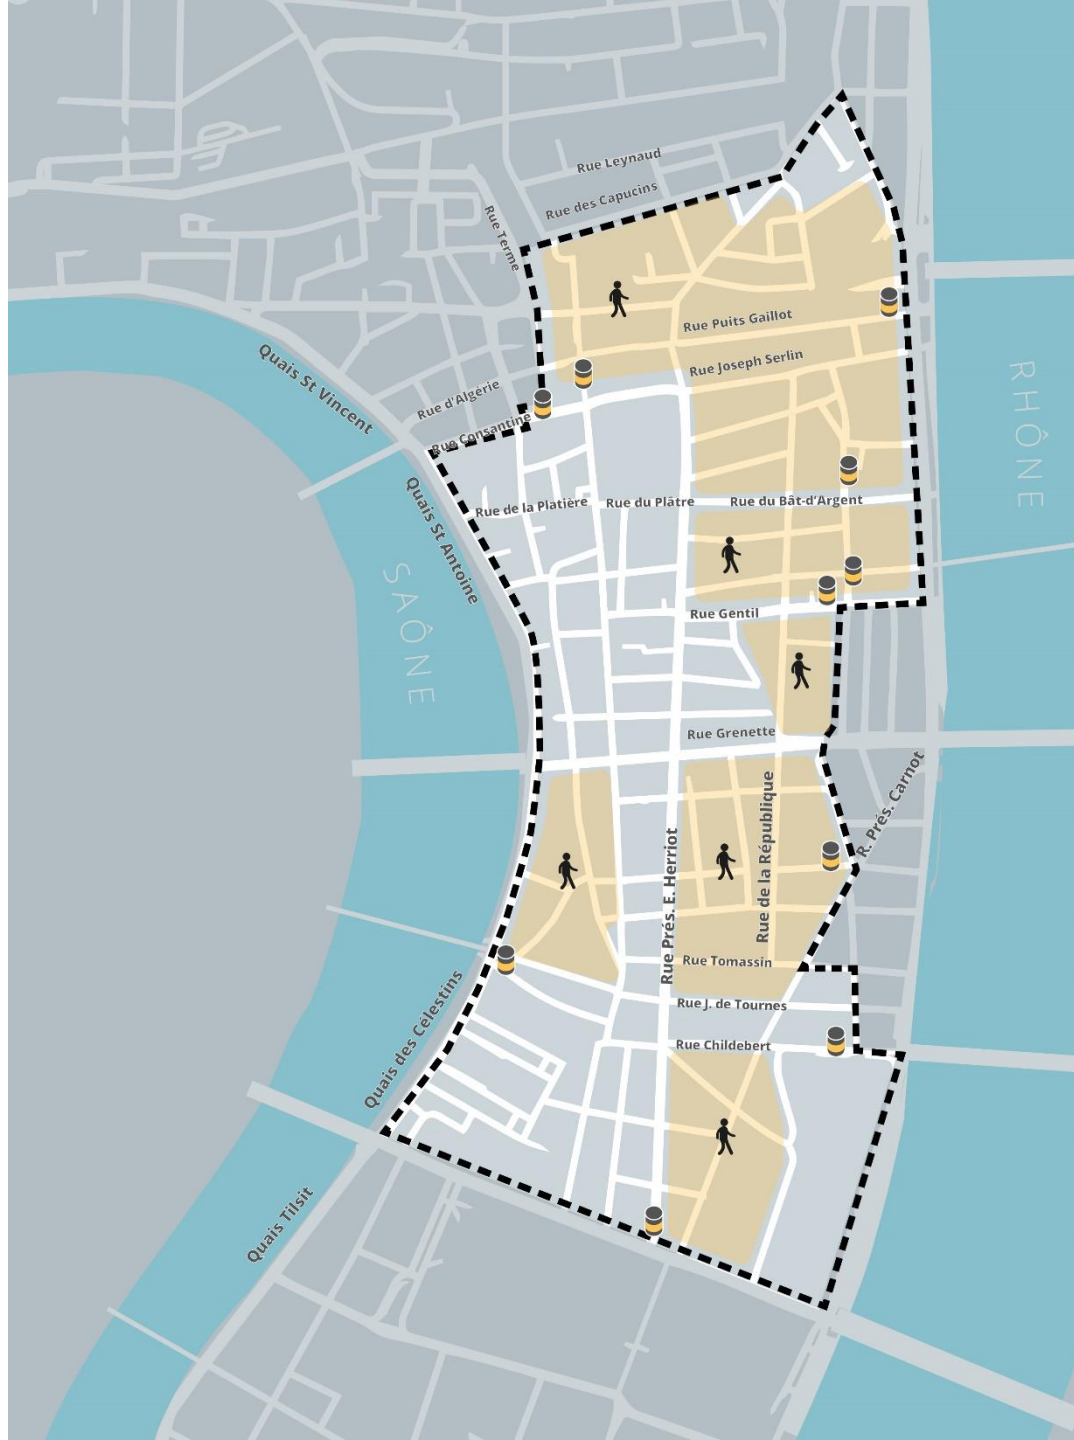 Rue Leynaud
Rue des Capucins
Rue Terme
Rue Puits Gaillot
Rue Joseph Serlin
Quais St Vincent
Rue d'Algérie
Rue Consantine
RHÔNE
Quais St Antoine
Rue de la Platière
Rue du Plâtre
Rue du Bât-d'Argent
SAÔNE
Rue Gentil
Rue Grenette
R. Prés. Carnot
Rue de la République
Rue Prés. E. Herriot
Rue Tomassin
Rue J. de Tournes
Quais des Célestins
Rue Childebert
Quais Tilsit